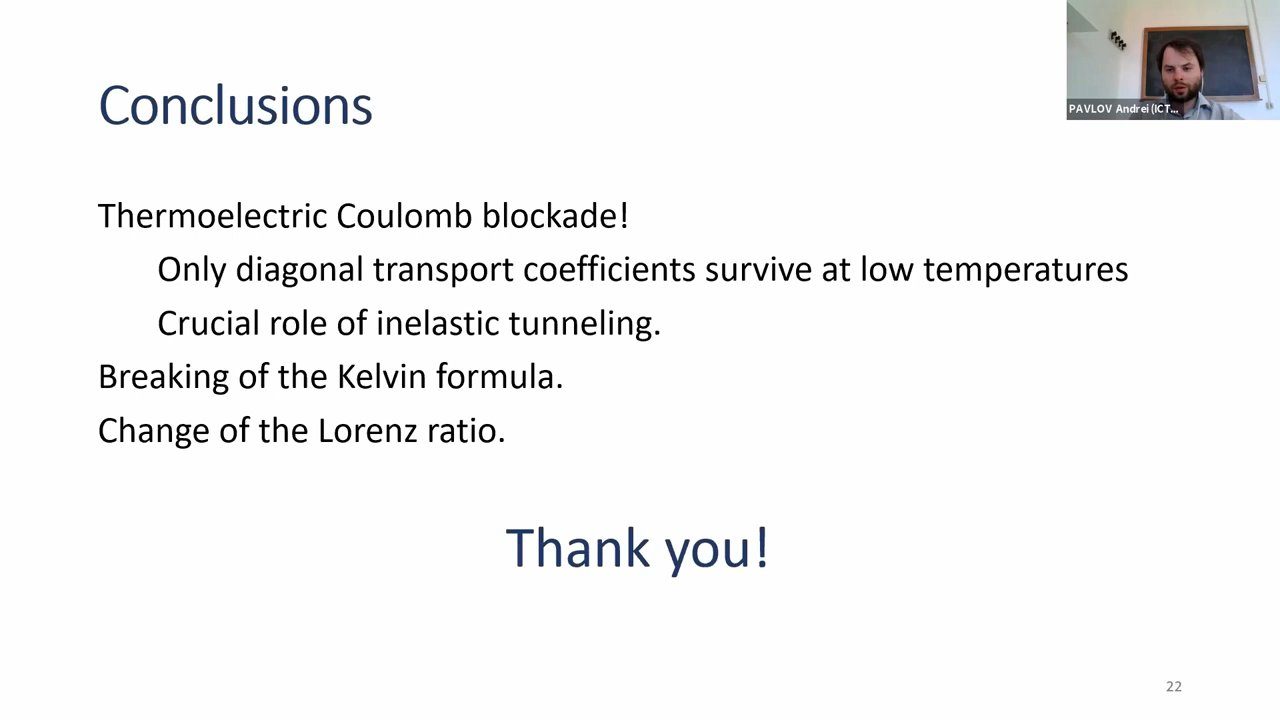 PAVLOV Andrei (ICT...
Conclusions
Thermoelectric Coulomb blockade!
Only diagonal transport coefficients survive at low temperatures
Crucial role of inelastic tunneling.
Breaking of the Kelvin formula.
Change of the Lorenz ratio.
Thank you!
22